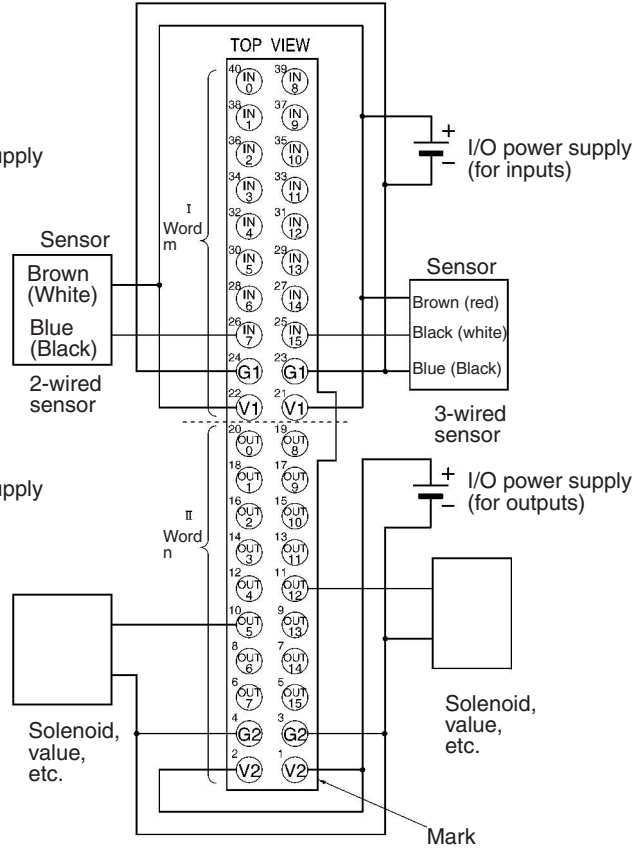 TOP VIEW
40 IN 0 39 IN 8
38 IN 1 37 IN 9
36 IN 2 35 IN 10
34 IN 3 33 IN 11
32 IN 4 31 IN 12
30 IN 5 29 IN 13
28 IN 6 27 IN 14
26 IN 7 25 IN 15
24 G1 23 G1
22 V1 21 V1
20 OUT 0 19 OUT 8
18 OUT 1 17 OUT 9
16 OUT 2 15 OUT 10
14 OUT 3 13 OUT 11
12 OUT 4 11 OUT 12
10 OUT 5 9 OUT 13
8 OUT 6 7 OUT 14
6 OUT 7 5 OUT 15
4 G2 3 G2
2 V2 1 V2
I
Word
m
II
Word
n
Sensor
Brown
(White)
Blue
(Black)
2-wired
sensor
Solenoid,
value,
etc.
+
I/O power supply
−
(for inputs)
Sensor
Brown (red)
Black (white)
Blue (Black)
3-wired
sensor
+
I/O power supply
−
(for outputs)
Solenoid,
value,
etc.
Mark